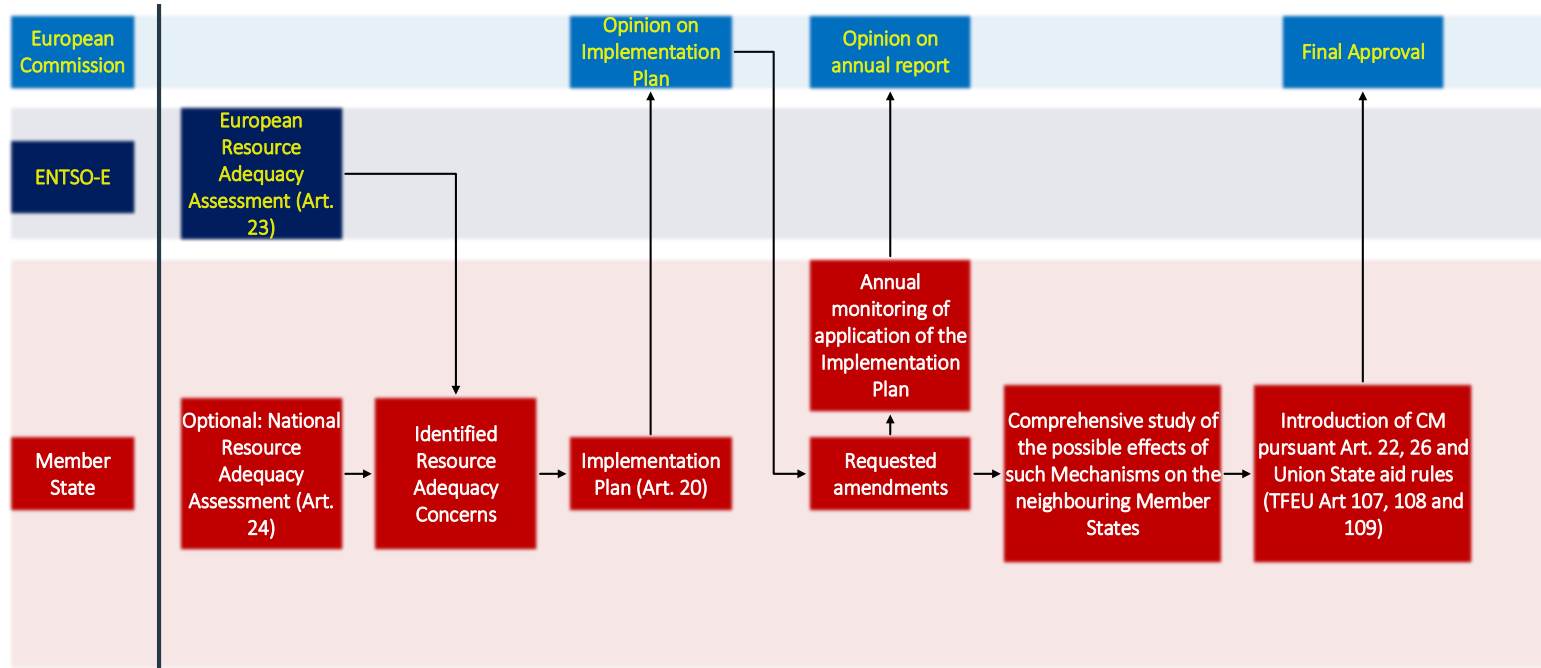 European
Commission
Opinion on
Implementation
Plan
Opinion on
annual report
Final Approval
ENTSO-E
European
Resource
Adequacy
Assessment (Art.
23)
Member
State
Optional: National
Resource
Adequacy
Assessment (Art.
24)
Identified
Resource
Adequacy
Concerns
Implementation
Plan (Art. 20)
Annual
monitoring of
application of the
Implementation
Plan
Requested
amendments
Comprehensive study of
the possible effects of
such Mechanisms on the
neighbouring Member
States
Introduction of CM
pursuant Art. 22, 26 and
Union State aid rules
(TFEU Art 107, 108 and
109)